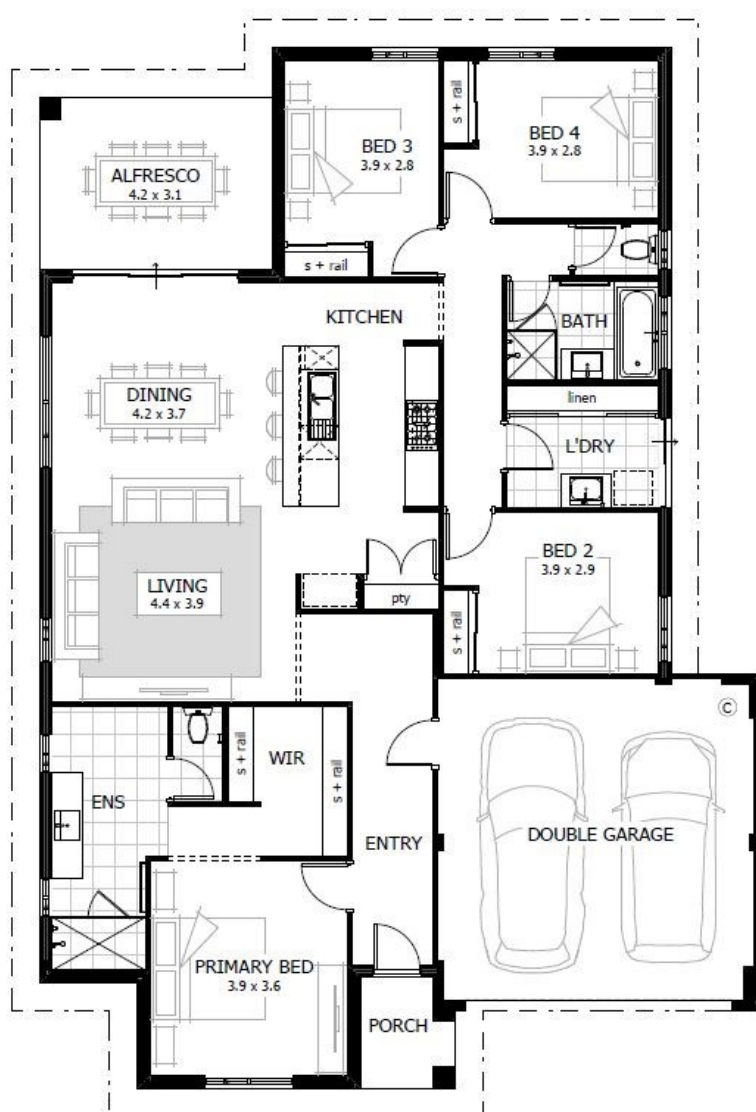 BED 3
3.9 x 2.8
s + rail
BED 4
3.9 x 2.8
ALFRESCO
4.2 x 3.1
s + rail
KITCHEN
BATH
DINING
4.2 x 3.7
linen
L'DRY
BED 2
3.9 x 2.9
LIVING
4.4 x 3.9
pty
s + rail
C
s + rail
WIR
s + rail
ENS
ENTRY
DOUBLE GARAGE
PRIMARY BED
3.9 x 3.6
PORCH